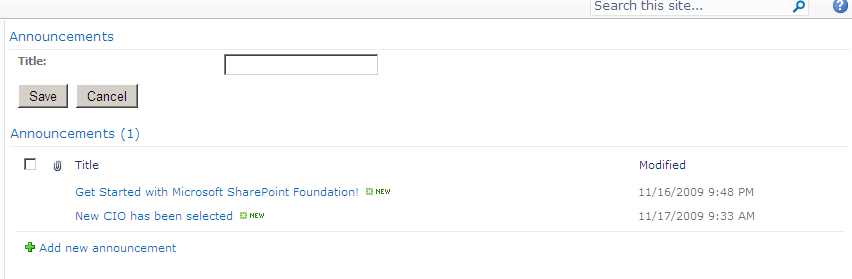 Search this site...
Announcements
Title:
Save Cancel
Announcements (1)
Title Modified
Get Started with Microsoft SharePoint Foundation! NEW 11/16/2009 9:48 PM
New CIO has been selected NEW 11/17/2009 9:33 AM
Add new announcement